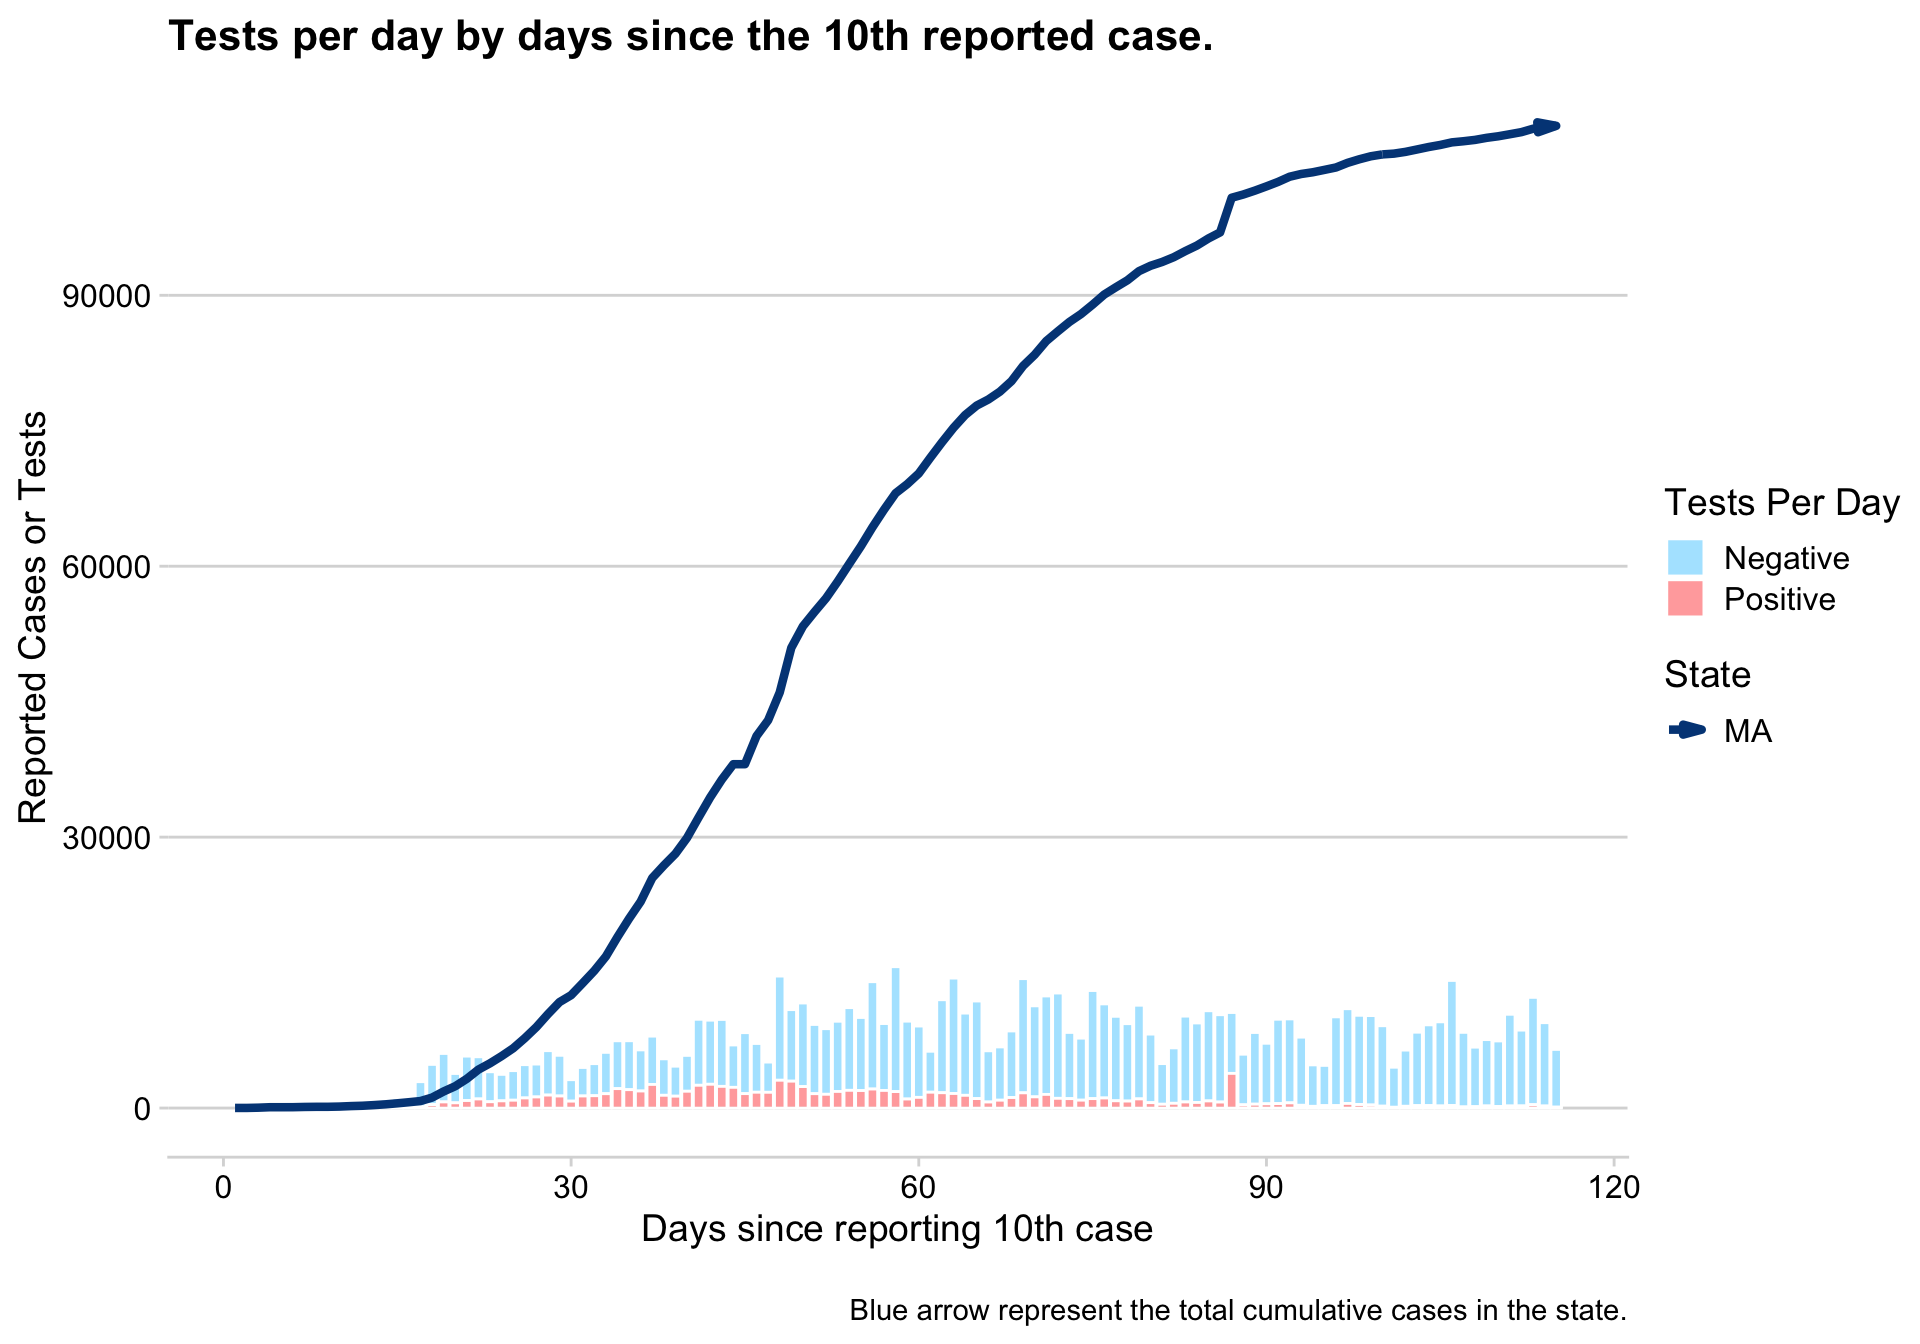 Tests per day by days since the 10th reported case.
Reported Cases or Tests
90000
60000
30000
0
0 30 60 90 120
Days since reporting 10th case
Tests Per Day
Negative
Positive
State
MA
Blue arrow represent the total cumulative cases in the state.